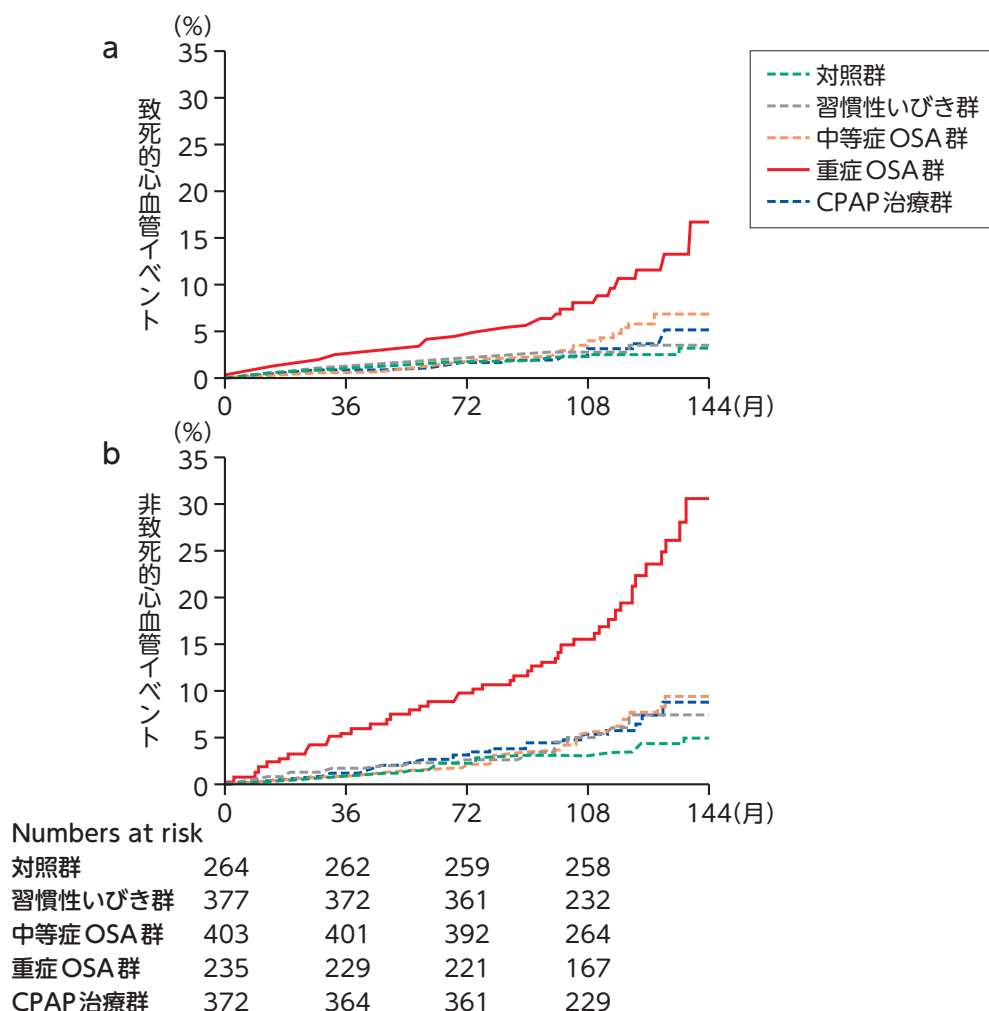 a
(%)
致死的心血管イベント
35
30
25
20
15
10
5
0
0 36 72 108 144(月)
対照群
習慣性いびき群
中等症OSA群
重症OSA群
CPAP治療群
b
(%)
非致死的心血管イベント
35
30
25
20
15
10
5
0
0 36 72 108 144(月)
Numbers at risk
対照群 264 262 259 258
習慣性いびき群 377 372 361 232
中等症OSA群 403 401 392 264
重症OSA群 235 229 221 167
CPAP治療群 372 364 361 229